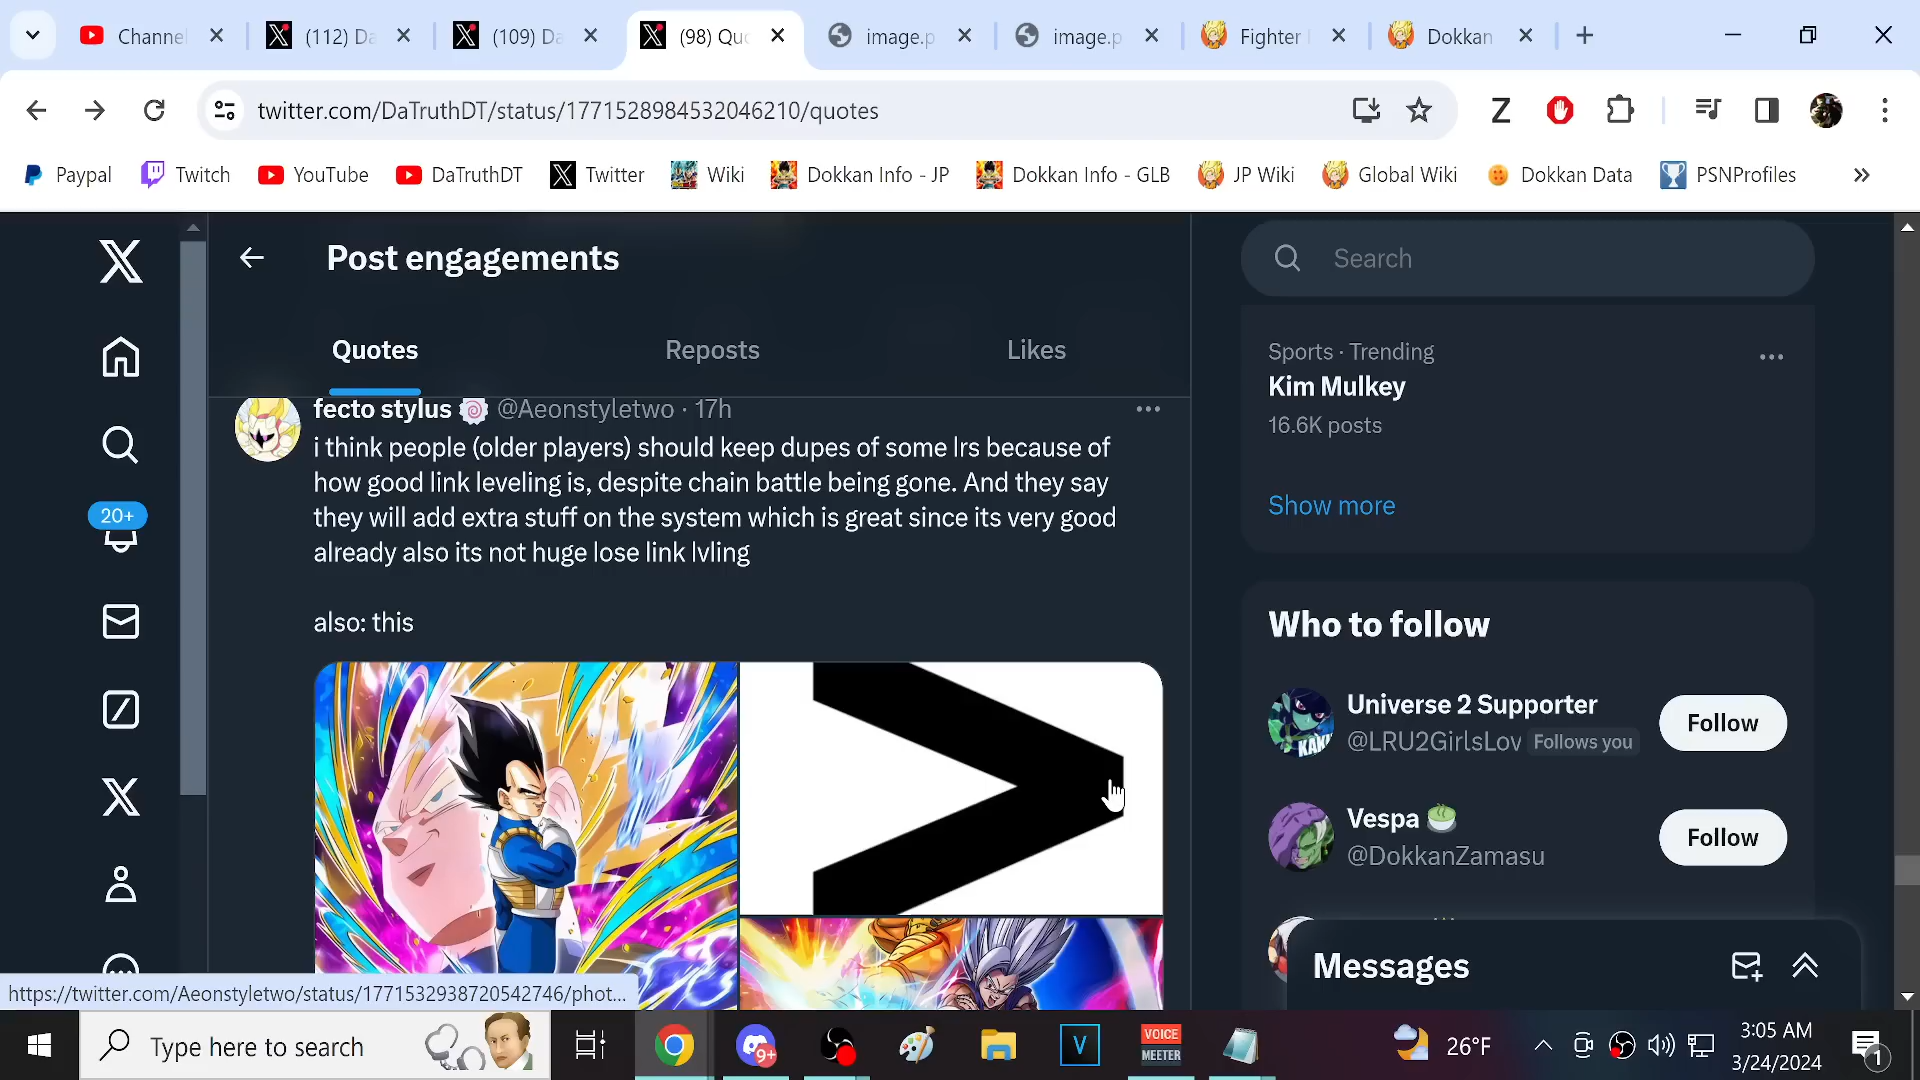 Channe
(112) Da
(109) Da
(98) Quo
image.p
image.p
Fighter
Dokkan
twitter.com/DaTruthDT/status/1771528984532046210/quotes
Z
Paypal
Twitch
YouTube
DaTruthDT
Twitter
Wiki
Dokkan Info - JP
Dokkan Info - GLB
JP Wiki
Global Wiki
Dokkan Data
PSNProfiles
Post engagements
Quotes
Reposts
Likes
fecto stylus @Aeonstyletwo · 17h
i think people (older players) should keep dupes of some lrs because of
how good link leveling is, despite chain battle being gone. And they say
they will add extra stuff on the system which is great since its very good
already also its not huge lose link lvling
also: this
20+
Search
Sports · Trending
Kim Mulkey
16.6K posts
Show more
Who to follow
Universe 2 Supporter
@LRU2GirlsLov Follows you
Follow
Vespa
@DokkanZamasu
Follow
KAKI
Messages
https://twitter.com/Aeonstyletwo/status/1771532938720542746/phot...
Type here to search
9+
V
VOICE
MEETER
26°F
3:05 AM
3/24/2024
1